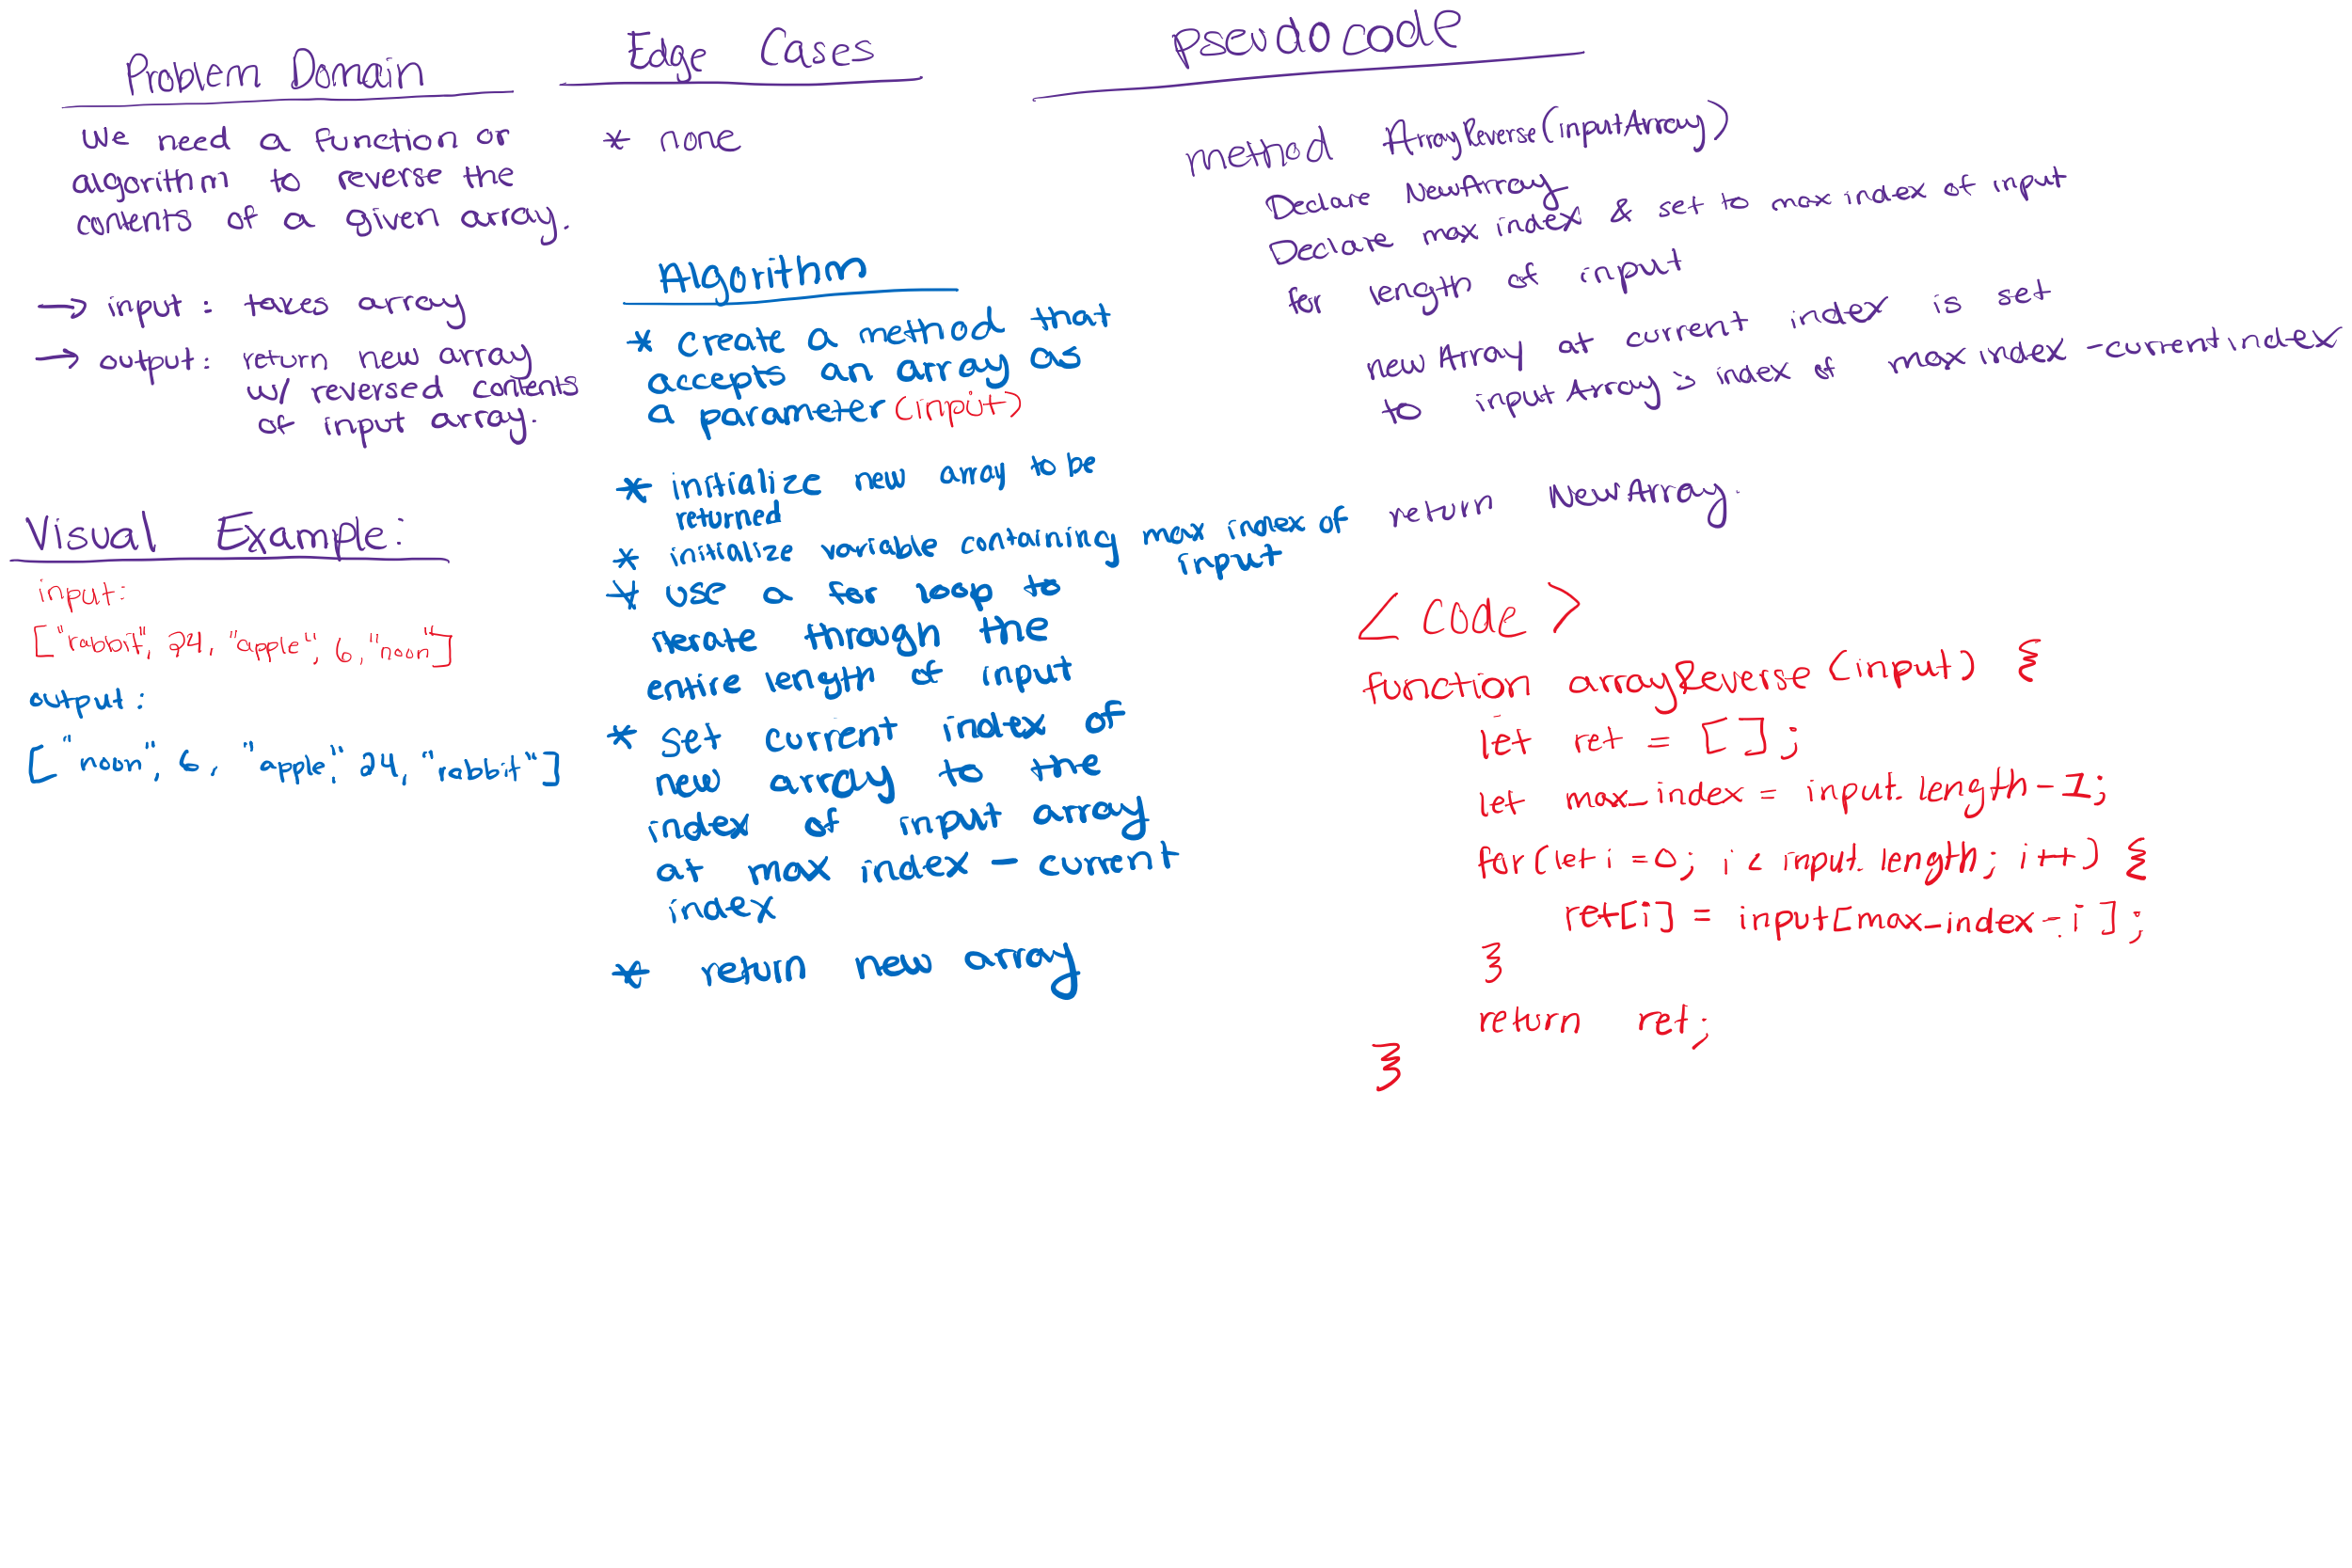 Problem Domain
We need a function or
algorithm to reverse the
contents of a given array.
→ input: takes array
→ output: return new array
w/ reversed contents
of input array.
Visual Example:
input:
["rabbit", 24, "apple", 6, "noon"]
output:
["noon", 6, "apple", 24, "rabbit"]
Edge Cases
* none
Algorithm
* create a method that
accepts an array as
a parameter (input)
* initialize new array to be
returned
* initialize variable containing max index of
input
* use a for loop to
iterate through the
entire length of input
* set current index of
new array to the
index of input array
at max index - current
index
* return new array
pseudocode
method ArrayReverse(inputArray)
Declare NewArray
Declare max index & set to max index of input
for length of input
new Array at current index is set
to inputArray's index of max index - current index
return NewArray.
<code>
function arrayReverse(input) {
let ret = [];
let max_index = input.length-1;
for(let i=0; i < input.length; i++) {
ret[i] = input[max_index-i];
}
return ret;
}